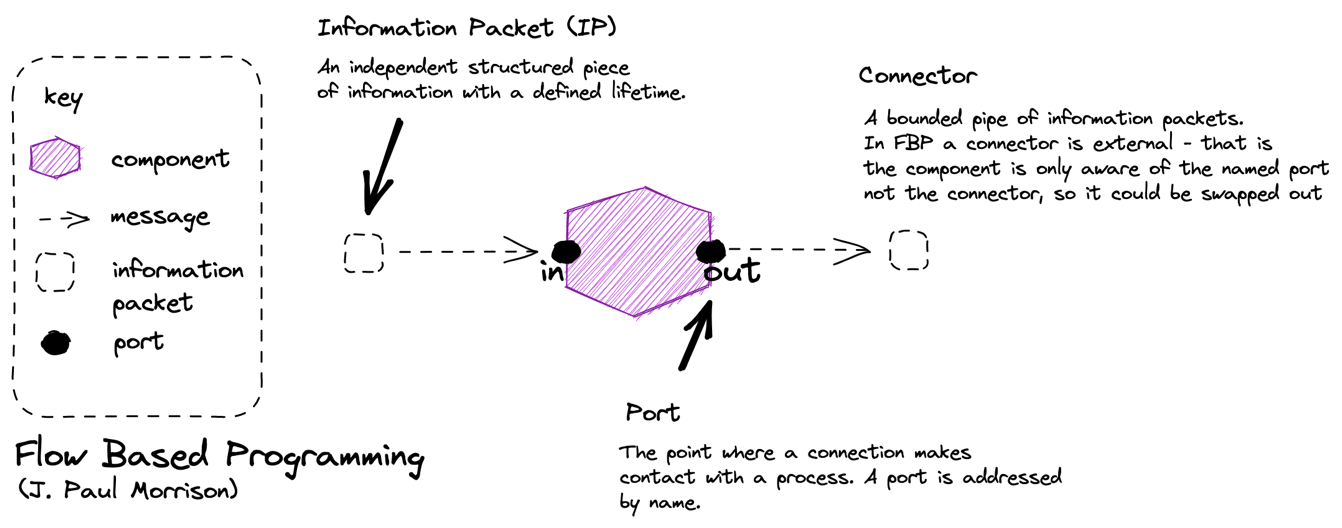 Information Packet (IP)
An independent structured piece
of information with a defined lifetime.
Connector
A bounded pipe of information packets.
In FBP a connector is external - that is
the component is only aware of the named port
not the connector, so it could be swapped out
key
component
message
information
packet
port
in
out
Port
The point where a connection makes
contact with a process. A port is addressed
by name.
Flow Based Programming
(J. Paul Morrison)